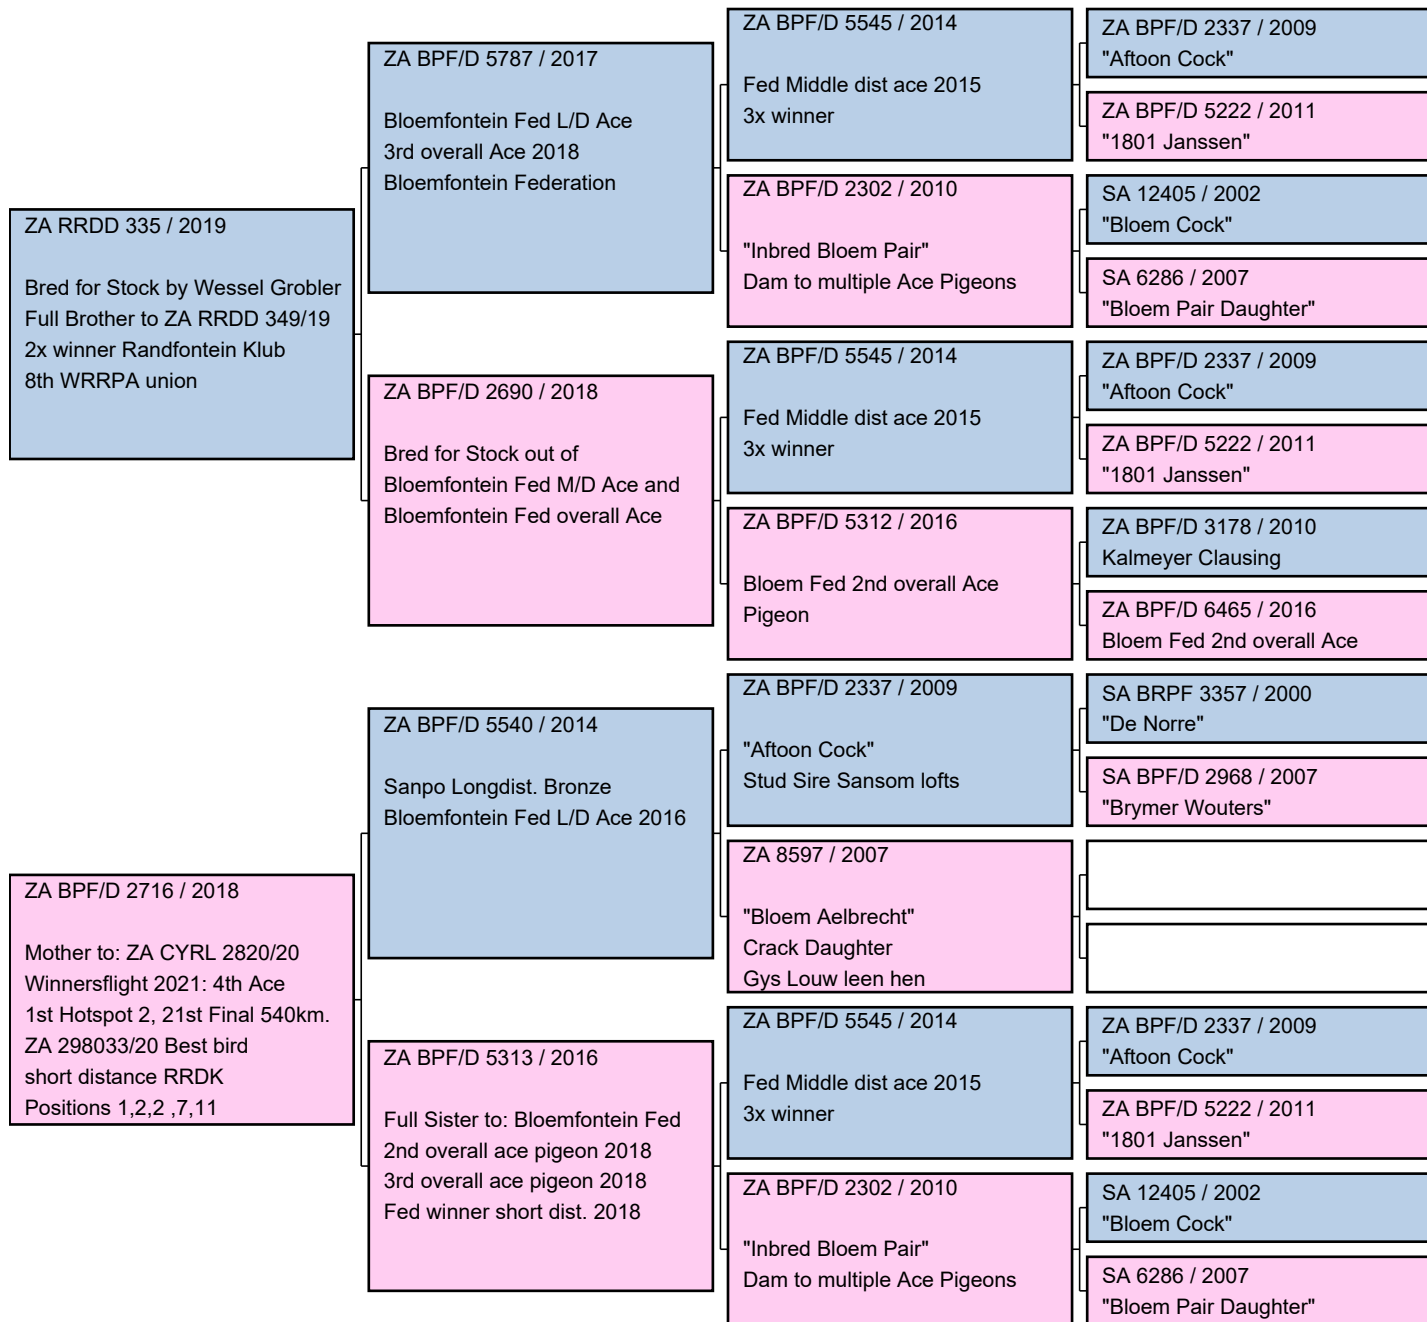 ZA RRDD 335 / 2019
Bred for Stock by Wessel Grobler
Full Brother to ZA RRDD 349/19
2x winner Randfontein Klub
8th WRRPA union
ZA BPF/D 2716 / 2018
Mother to: ZA CYRL 2820/20
Winnersflight 2021: 4th Ace
1st Hotspot 2, 21st Final 540km.
ZA 298033/20 Best bird
short distance RRDK
Positions 1,2,2 ,7,11
ZA BPF/D 5787 / 2017
Bloemfontein Fed L/D Ace
3rd overall Ace 2018
Bloemfontein Federation
ZA BPF/D 2690 / 2018
Bred for Stock out of
Bloemfontein Fed M/D Ace and
Bloemfontein Fed overall Ace
ZA BPF/D 5540 / 2014
Sanpo Longdist. Bronze
Bloemfontein Fed L/D Ace 2016
ZA BPF/D 5313 / 2016
Full Sister to: Bloemfontein Fed
2nd overall ace pigeon 2018
3rd overall ace pigeon 2018
Fed winner short dist. 2018
ZA BPF/D 5545 / 2014
Fed Middle dist ace 2015
3x winner
ZA BPF/D 2302 / 2010
"Inbred Bloem Pair"
Dam to multiple Ace Pigeons
ZA BPF/D 5545 / 2014
Fed Middle dist ace 2015
3x winner
ZA BPF/D 5312 / 2016
Bloem Fed 2nd overall Ace
Pigeon
ZA BPF/D 2337 / 2009
"Aftoon Cock"
Stud Sire Sansom lofts
ZA 8597 / 2007
"Bloem Aelbrecht"
Crack Daughter
Gys Louw leen hen
ZA BPF/D 5545 / 2014
Fed Middle dist ace 2015
3x winner
ZA BPF/D 2302 / 2010
"Inbred Bloem Pair"
Dam to multiple Ace Pigeons
ZA BPF/D 2337 / 2009
"Aftoon Cock"
ZA BPF/D 5222 / 2011
"1801 Janssen"
SA 12405 / 2002
"Bloem Cock"
SA 6286 / 2007
"Bloem Pair Daughter"
ZA BPF/D 2337 / 2009
"Aftoon Cock"
ZA BPF/D 5222 / 2011
"1801 Janssen"
ZA BPF/D 3178 / 2010
Kalmeyer Clausing
ZA BPF/D 6465 / 2016
Bloem Fed 2nd overall Ace
SA BRPF 3357 / 2000
"De Norre"
SA BPF/D 2968 / 2007
"Brymer Wouters"
ZA BPF/D 2337 / 2009
"Aftoon Cock"
ZA BPF/D 5222 / 2011
"1801 Janssen"
SA 12405 / 2002
"Bloem Cock"
SA 6286 / 2007
"Bloem Pair Daughter"